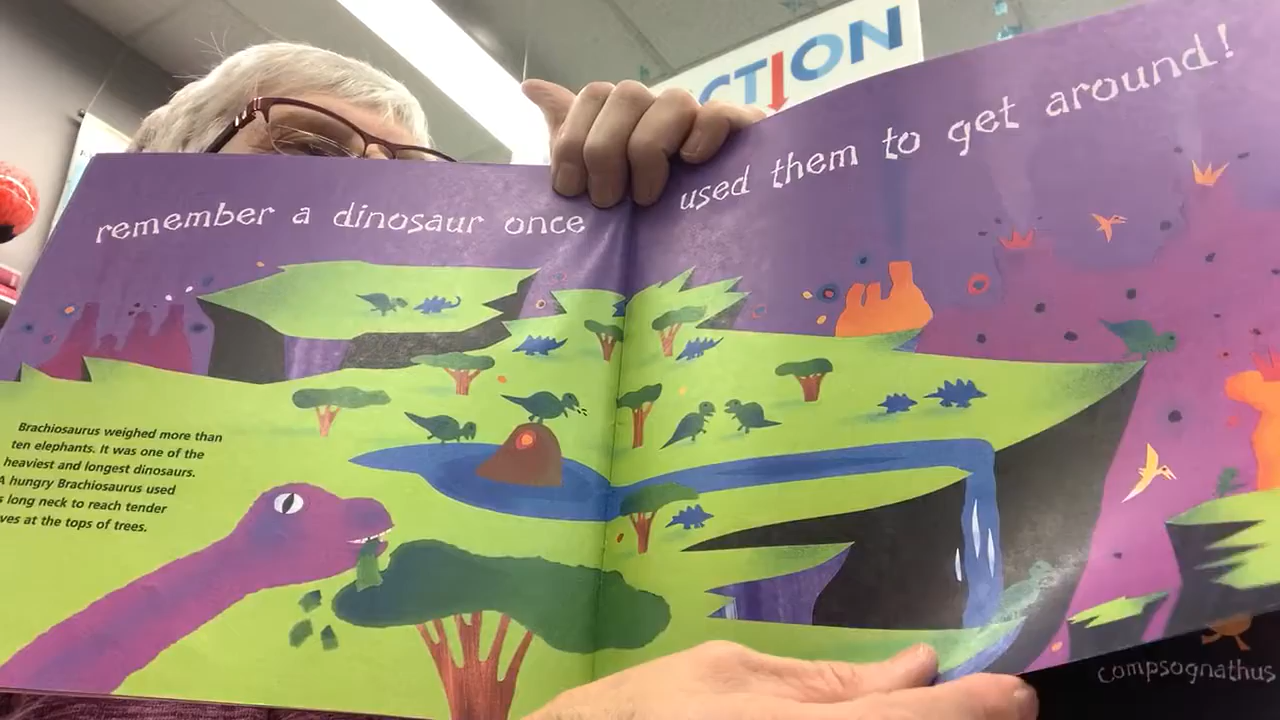 CTION
remember a dinosaur once
used them to get around!
Brachiosaurus weighed more than
ten elephants. It was one of the
heaviest and longest dinosaurs.
A hungry Brachiosaurus used
s long neck to reach tender
ves at the tops of trees.
compsognathus